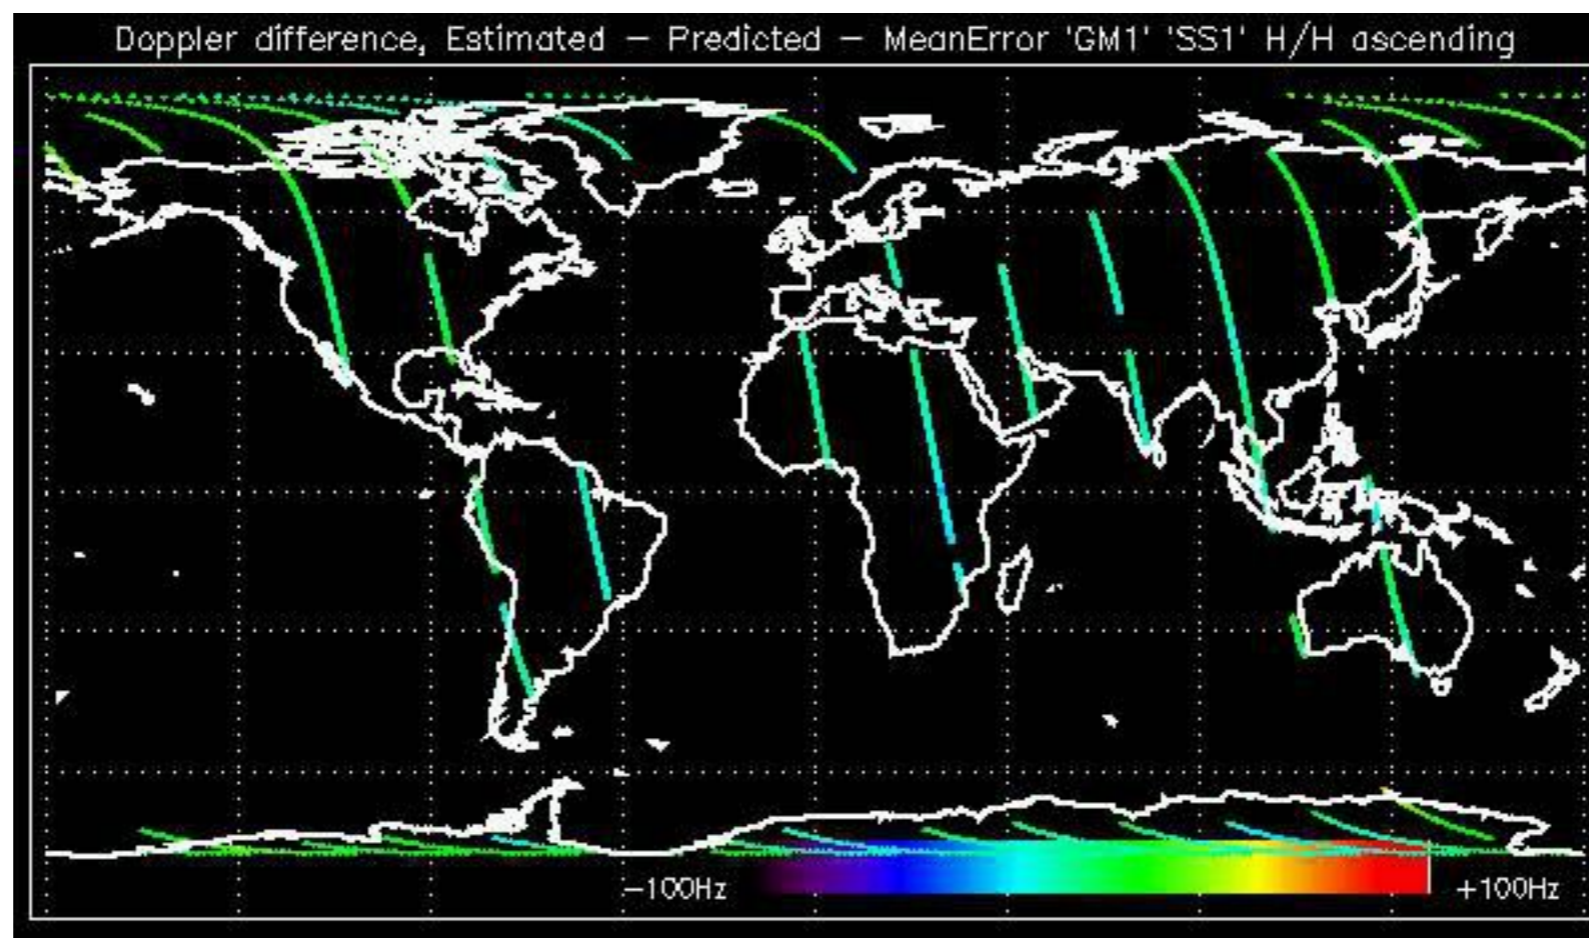 Doppler difference, Estimated – Predicted – MeanError 'GM1' 'SS1' H/H ascending
–100Hz +100Hz